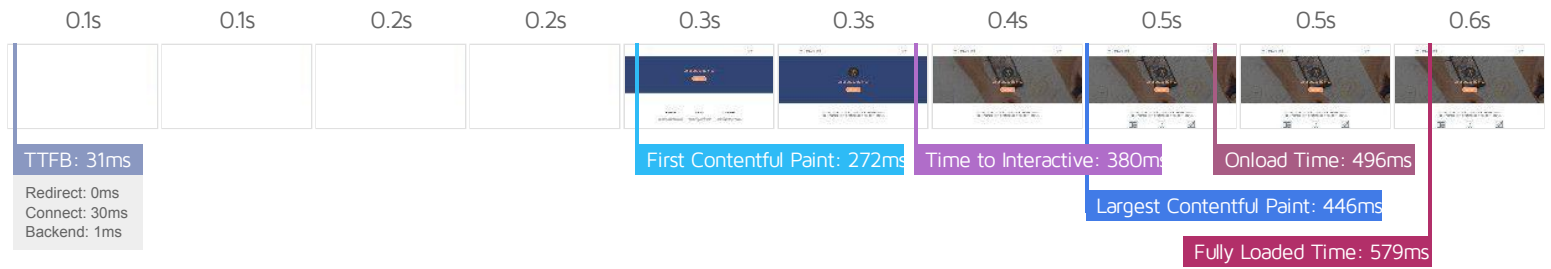 0.1s
0.1s
0.2s
0.2s
0.3s
0.3s
0.4s
0.5s
0.5s
0.6s
TTFB: 31ms
First Contentful Paint: 272ms
Time to Interactive: 380ms
Onload Time: 496ms
Redirect: 0ms
Connect: 30ms
Backend: 1ms
Largest Contentful Paint: 446ms
Fully Loaded Time: 579ms